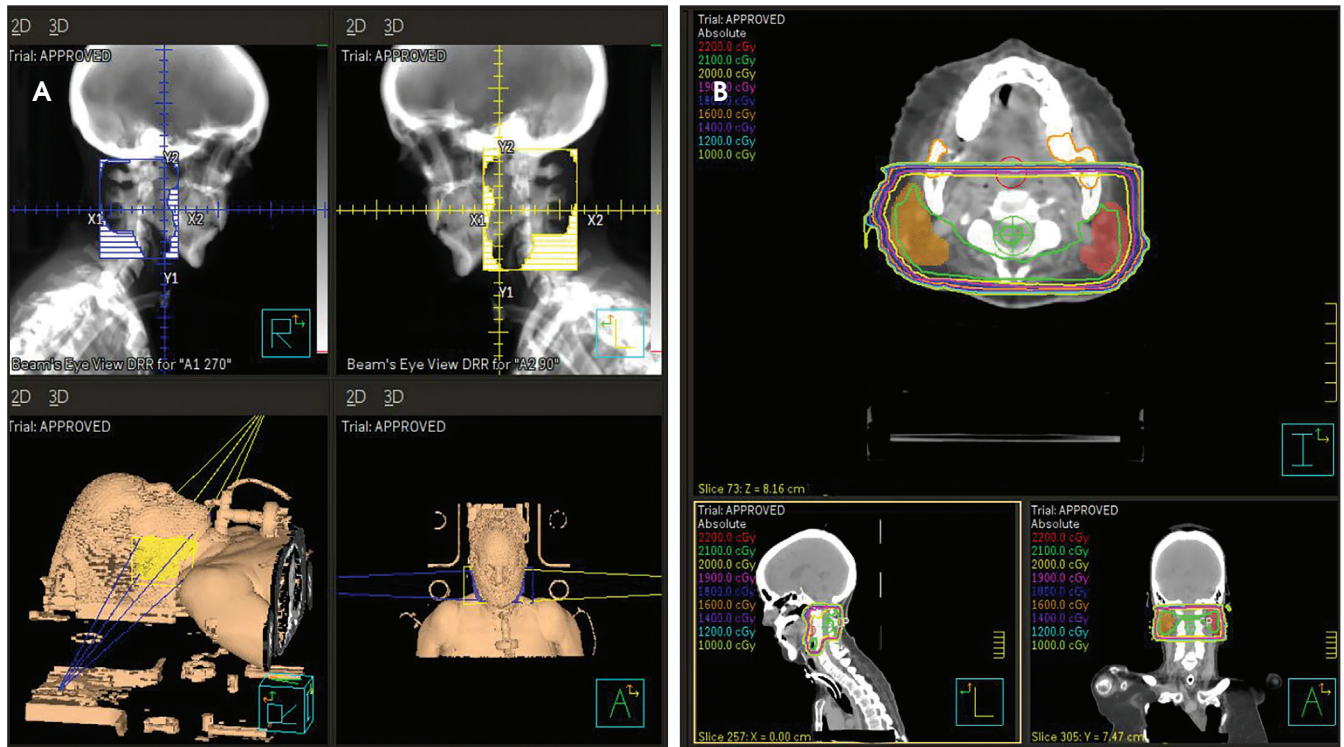 2D 3D
Trial: APPROVED
A
Y2
X1
X2
Y1
R
Beam's Eye View DRR for "A1 270"
2D 3D
Trial: APPROVED
Y2
X1
X2
Y1
L
Beam's Eye View DRR for "A2 90"
2D 3D
Trial: APPROVED
R
2D 3D
Trial: APPROVED
A
Trial: APPROVED
Absolute
2200.0 cGy
2100.0 cGy
2000.0 cGy
1900.0 cGy
1800.0 cGy
1600.0 cGy
1400.0 cGy
1200.0 cGy
1000.0 cGy
B
I
Slice 73: Z = 8.16 cm
Trial: APPROVED
Absolute
2200.0 cGy
2100.0 cGy
2000.0 cGy
1900.0 cGy
1800.0 cGy
1600.0 cGy
1400.0 cGy
1200.0 cGy
1000.0 cGy
L
Slice 257: X = 0.00 cm
Trial: APPROVED
Absolute
2200.0 cGy
2100.0 cGy
2000.0 cGy
1900.0 cGy
1800.0 cGy
1600.0 cGy
1400.0 cGy
1200.0 cGy
1000.0 cGy
A
Slice 305: Y = 7.47 cm